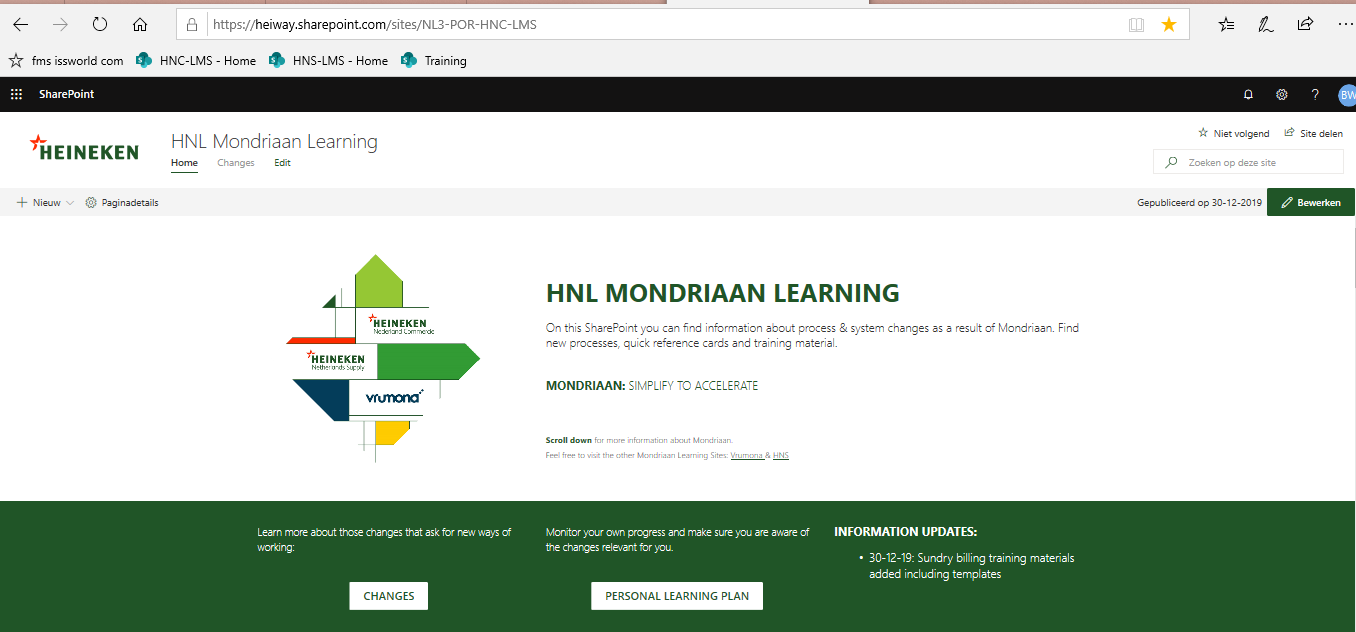 https://heiway.sharepoint.com/sites/NL3-POR-HNC-LMS
fms issworld com
HNC-LMS - Home
HNS-LMS - Home
Training
SharePoint
BW
HEINEKEN
HNL Mondriaan Learning
Home
Changes
Edit
Niet volgend
Site delen
Zoeken op deze site
Nieuw
Paginadetails
Gepubliceerd op 30-12-2019
Bewerken
HEINEKEN
Nederland Commercie
HEINEKEN
Netherlands Supply
vrumona
HNL MONDRIAAN LEARNING
On this SharePoint you can find information about process & system changes as a result of Mondriaan. Find
new processes, quick reference cards and training material.
MONDRIAAN: SIMPLIFY TO ACCELERATE
Scroll down for more information about Mondriaan.
Feel free to visit the other Mondriaan Learning Sites: Vrumona & HNS
Learn more about those changes that ask for new ways of
working:
CHANGES
Monitor your own progress and make sure you are aware of
the changes relevant for you.
PERSONAL LEARNING PLAN
INFORMATION UPDATES:
• 30-12-19: Sundry billing training materials
added including templates